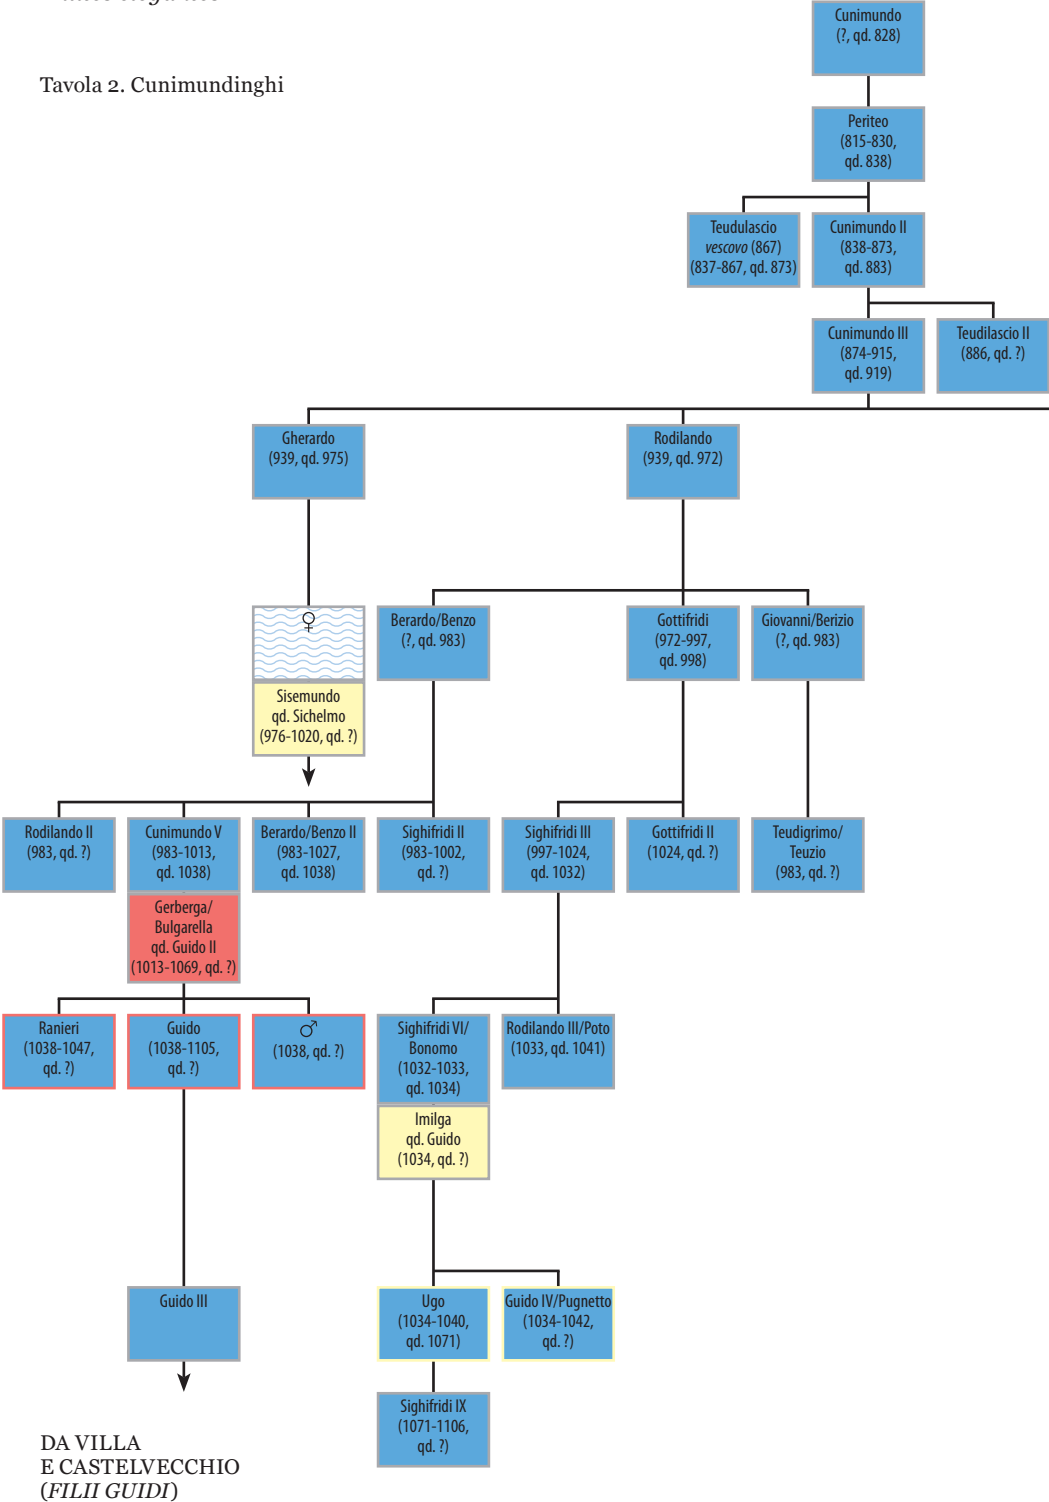 Tavola 2. Cunimundinghi
Cunimundo
(?, qd. 828)
Periteo
(815-830,
qd. 838)
Teudulascio
vescovo (867)
(837-867, qd. 873)
Cunimundo II
(838-873,
qd. 883)
Cunimundo III
(874-915,
qd. 919)
Teudilascio II
(886, qd. ?)
Gherardo
(939, qd. 975)
Rodilando
(939, qd. 972)
♀
Sisemundo
qd. Sichelmo
(976-1020, qd. ?)
Berardo/Benzo
(?, qd. 983)
Gottifridi
(972-997,
qd. 998)
Giovanni/Berizio
(?, qd. 983)
Rodilando II
(983, qd. ?)
Cunimundo V
(983-1013,
qd. 1038)
Gerberga/
Bulgarella
qd. Guido II
(1013-1069, qd. ?)
Berardo/Benzo II
(983-1027,
qd. 1038)
Sighifridi II
(983-1002,
qd. ?)
Sighifridi III
(997-1024,
qd. 1032)
Gottifridi II
(1024, qd. ?)
Teudigrimo/
Teuzio
(983, qd. ?)
Ranieri
(1038-1047,
qd. ?)
Guido
(1038-1105,
qd. ?)
♂
(1038, qd. ?)
Sighifridi VI/
Bonomo
(1032-1033,
qd. 1034)
Imilga
qd. Guido
(1034, qd. ?)
Rodilando III/Poto
(1033, qd. 1041)
Guido III
Ugo
(1034-1040,
qd. 1071)
Guido IV/Pugnetto
(1034-1042,
qd. ?)
Sighifridi IX
(1071-1106,
qd. ?)
DA VILLA
E CASTELVECCHIO
(FILII GUIDI)